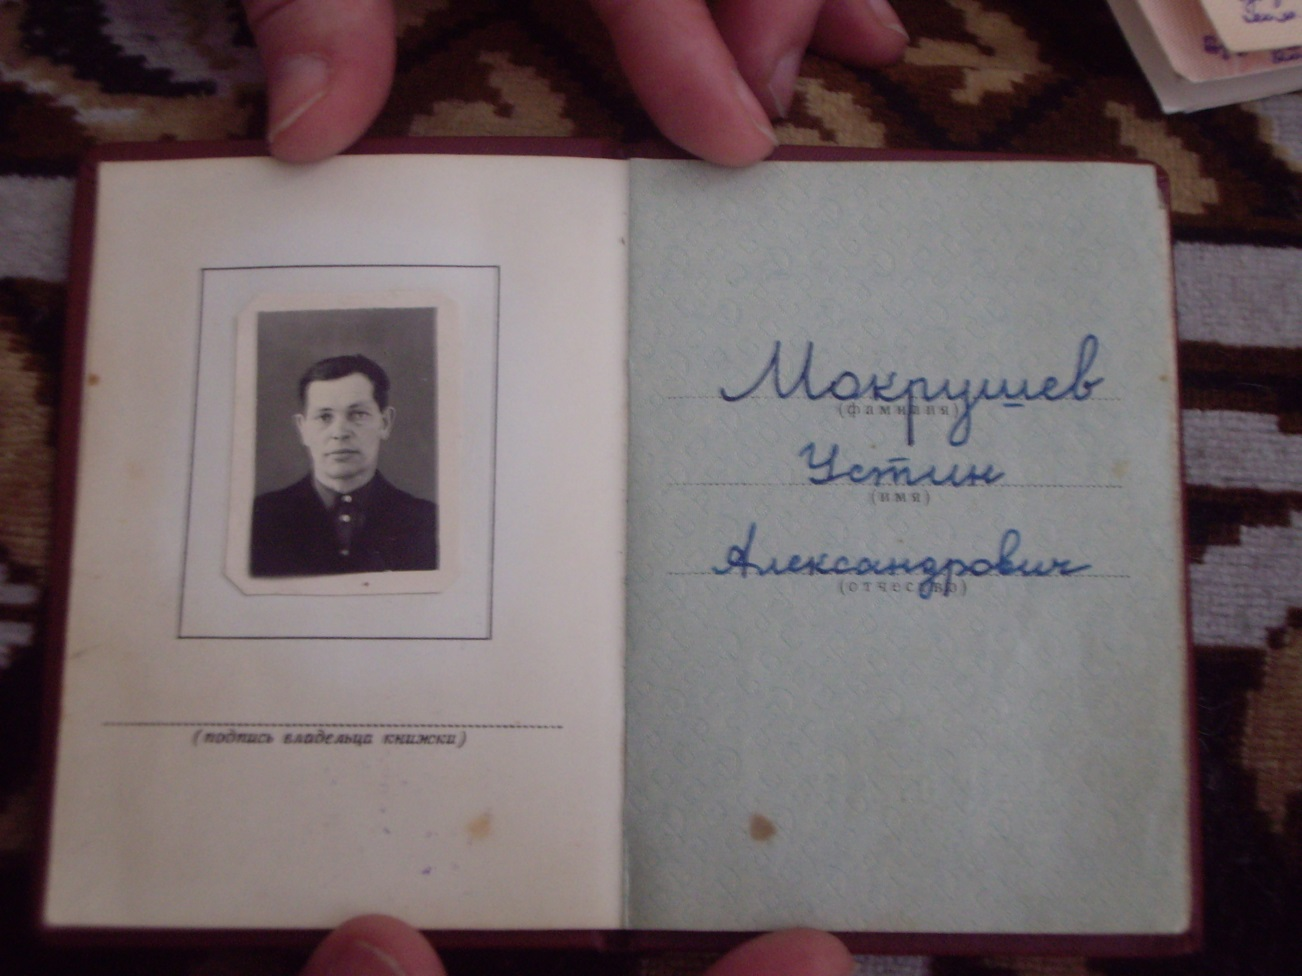 (подпись владельца книжки)
Мокрушев
(фамилия)
Устин
(имя)
Александрович
(отчество)